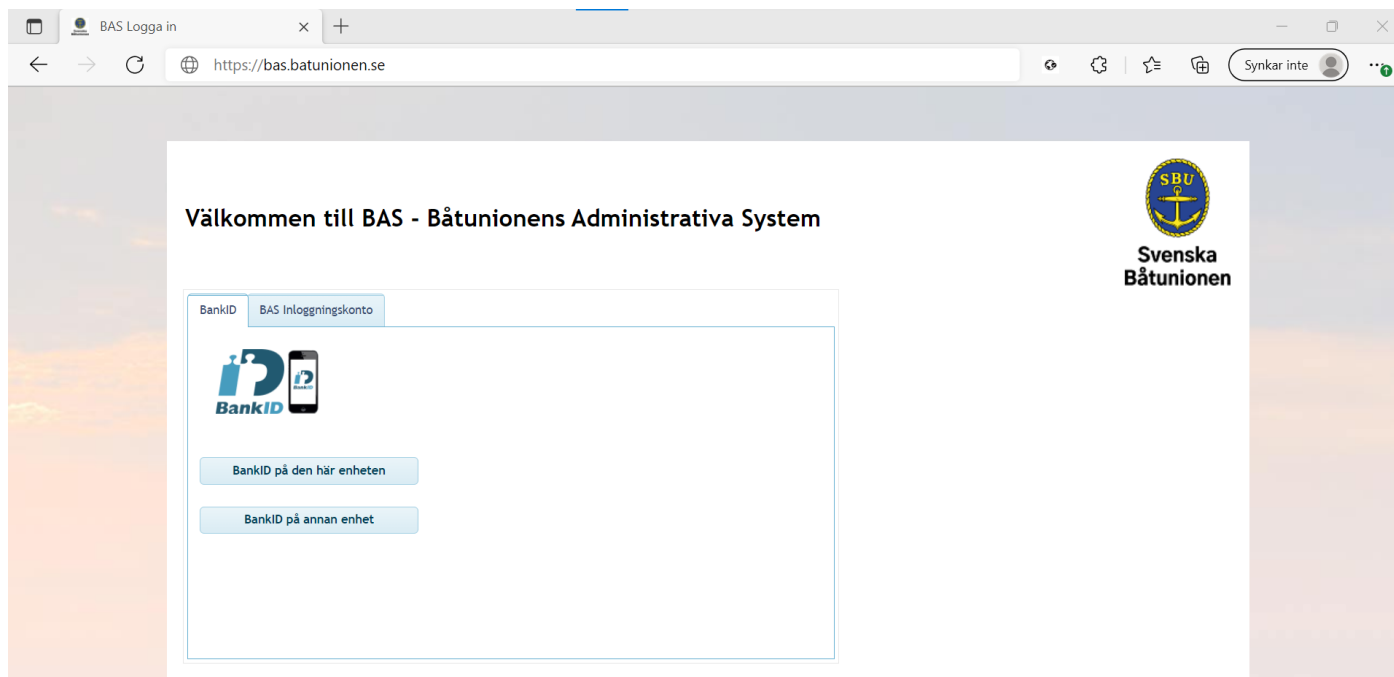 BAS Logga in
https://bas.batunionen.se
Synkar inte
SBU
Svenska
Båtunionen
Välkommen till BAS - Båtunionens Administrativa System
BankID
BAS Inloggningskonto
BankID
BankID
BankID på den här enheten
BankID på annan enhet